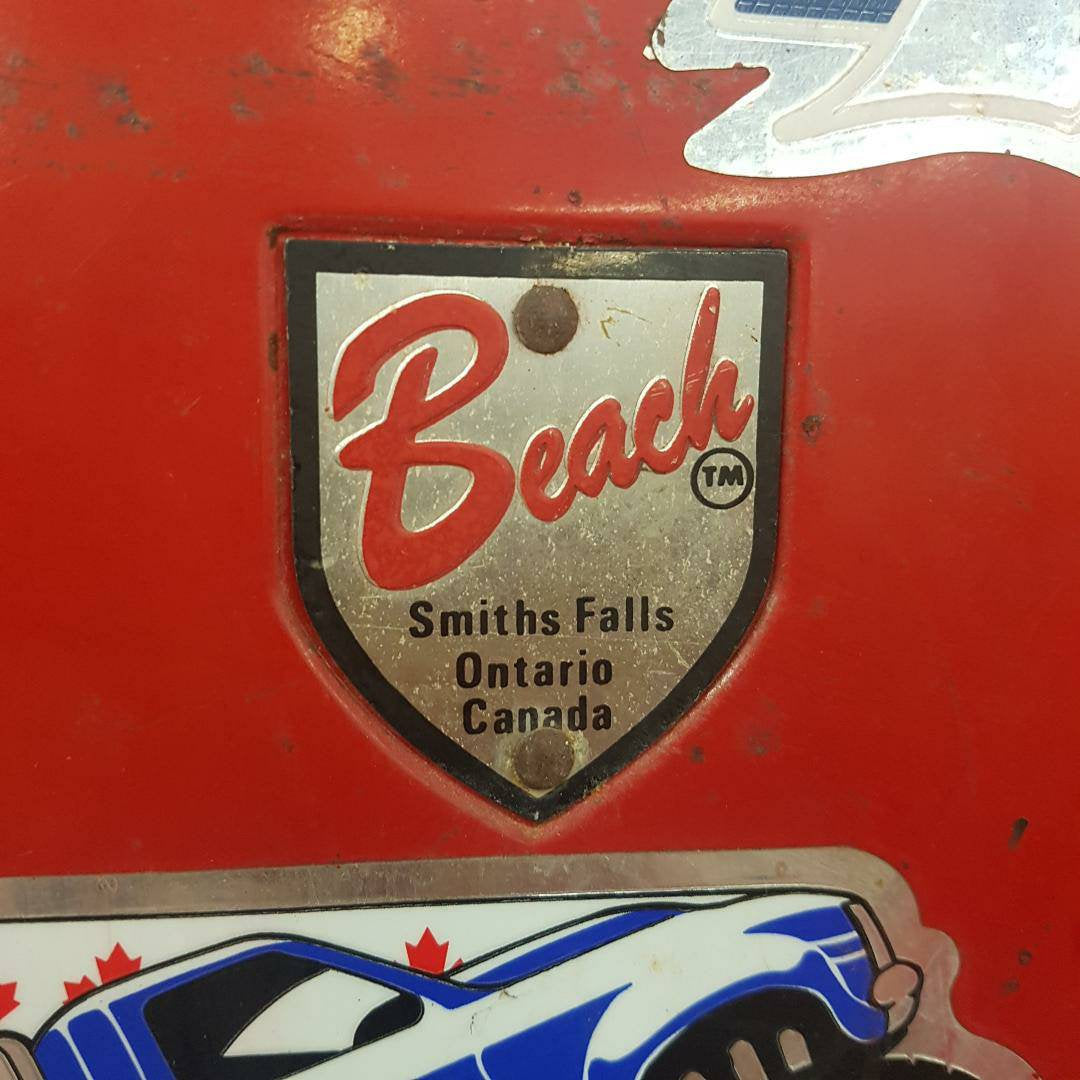 Beach
TM
Smiths Falls
Ontario
Canada